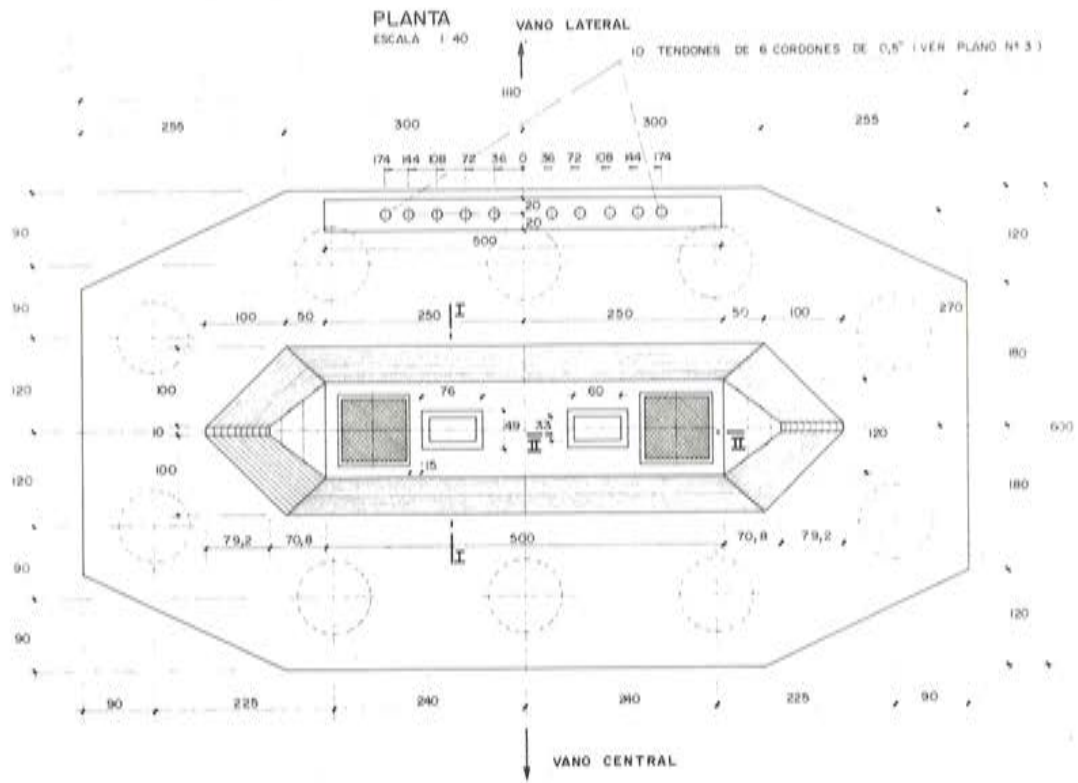 PLANTA
VANO LATERAL
ESCALA 1 40
10 TENDONES DE 6 CORDONES DE 0,5" (VER PLANO Nº 3)
1110
255 300 300 255
174 144 108 72 36 0 36 72 108 144 174
20
20
90 120
500
90 270
I
100 50 250 250 50 100
180
100 76 60
120
10 49 33 120 600
II II
120 100 15 180
79,2 70,8 500 70,8 79,2
I
90
120
90
90 225 240 240 225 90
VANO CENTRAL